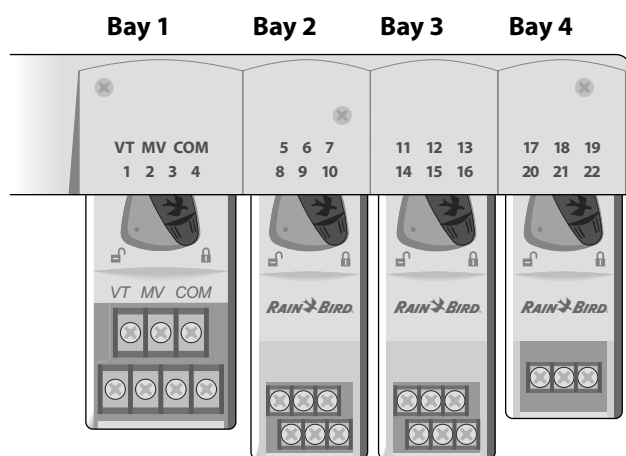 Bay 1 Bay 2 Bay 3 Bay 4
VT MV COM 5 6 7 11 12 13 17 18 19
1 2 3 4 8 9 10 14 15 16 20 21 22
VT MV COM
RAIN BIRD RAIN BIRD RAIN BIRD